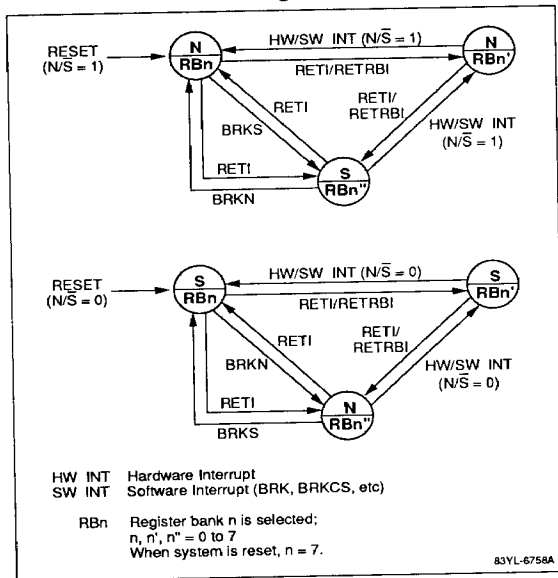 RESET
(N/S̅ = 1)
N
RBn
HW/SW INT (N/S̅ = 1)
RETI/RETRBI
N
RBn'
RETI
BRKS
RETI/
RETRBI
HW/SW INT
(N/S̅ = 1)
RETI
BRKN
S
RBn"
RESET
(N/S̅ = 0)
S
RBn
HW/SW INT (N/S̅ = 0)
RETI/RETRBI
S
RBn'
RETI
BRKN
RETI/
RETRBI
HW/SW INT
(N/S̅ = 0)
RETI
BRKS
N
RBn"
HW INT Hardware Interrupt
SW INT Software Interrupt (BRK, BRKCS, etc)
RBn Register bank n is selected;
n, n', n" = 0 to 7
When system is reset, n = 7.
83YL-6758A